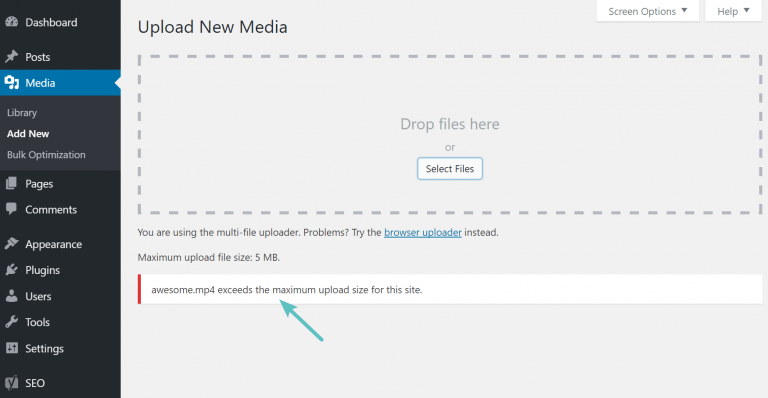 Dashboard
Posts
Media
Library
Add New
Bulk Optimization
Pages
Comments
Appearance
Plugins
Users
Tools
Settings
SEO
Screen Options ▼
Help ▼
Upload New Media
Drop files here
or
Select Files
You are using the multi-file uploader. Problems? Try the browser uploader instead.
Maximum upload file size: 5 MB.
awesome.mp4 exceeds the maximum upload size for this site.